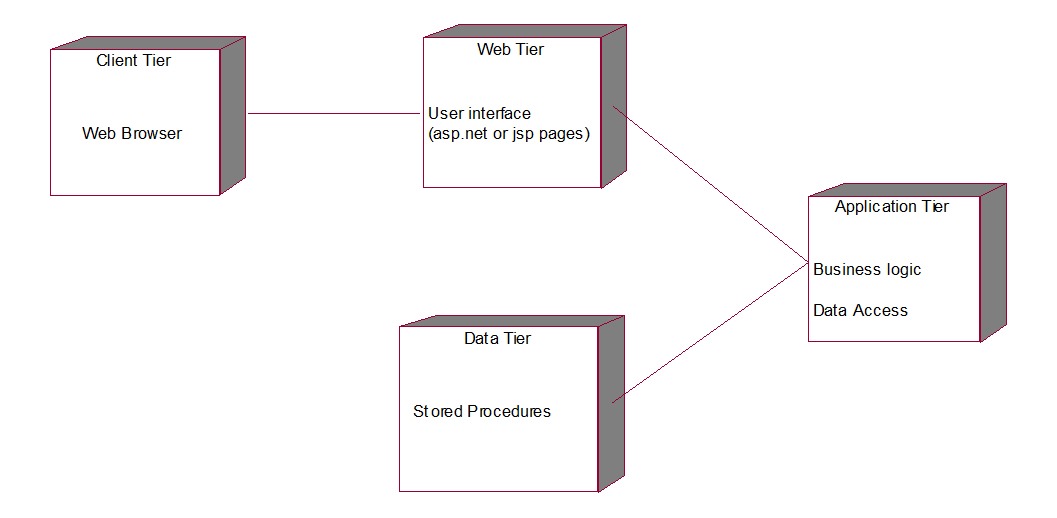 Client Tier
Web Browser
Web Tier
User interface
(asp.net or jsp pages)
Application Tier
Business logic
Data Access
Data Tier
Stored Procedures